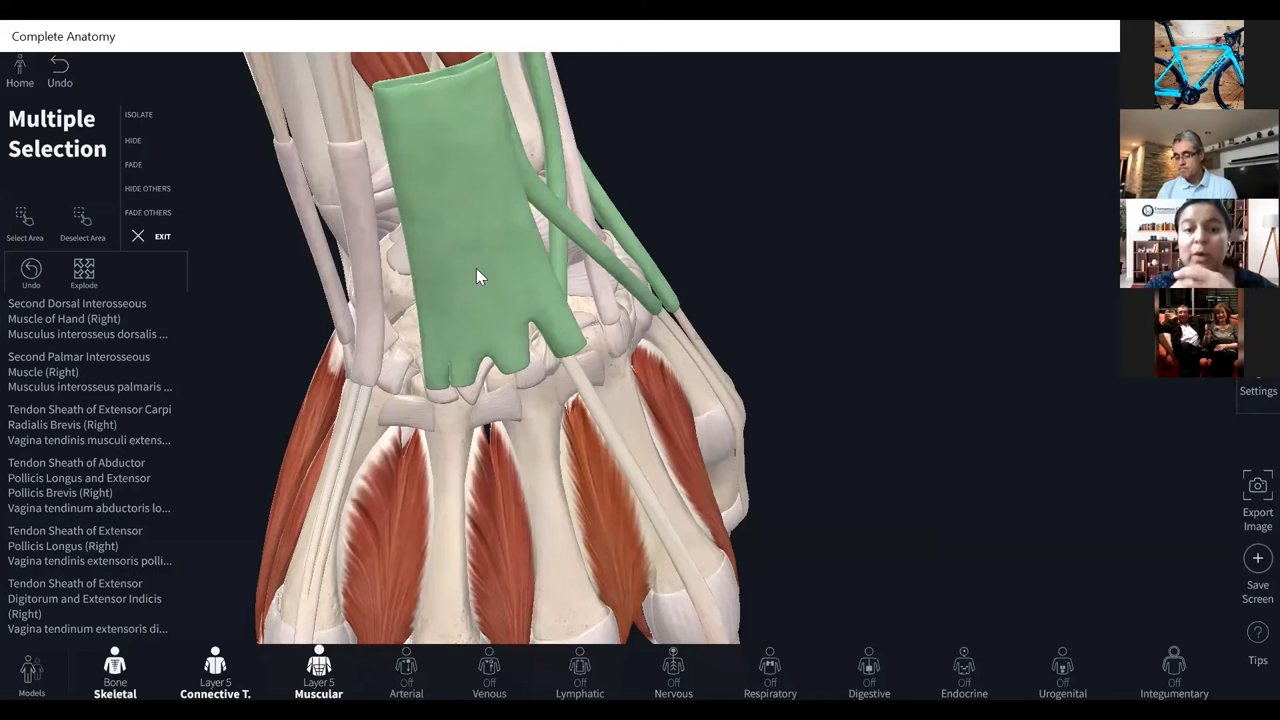 Complete Anatomy
Home
Undo
Multiple
Selection
ISOLATE
HIDE
FADE
HIDE OTHERS
FADE OTHERS
EXIT
Select Area
Deselect Area
Undo
Explode
Second Dorsal Interosseous
Muscle of Hand (Right)
Musculus interosseus dorsalis ...
Second Palmar Interosseous
Muscle (Right)
Musculus interosseus palmaris ...
Tendon Sheath of Extensor Carpi
Radialis Brevis (Right)
Vagina tendinis musculi extens...
Tendon Sheath of Abductor
Pollicis Longus and Extensor
Pollicis Brevis (Right)
Vagina tendinum abductoris lo...
Tendon Sheath of Extensor
Pollicis Longus (Right)
Vagina tendinis extensoris polli...
Tendon Sheath of Extensor
Digitorum and Extensor Indicis
(Right)
Vagina tendinum extensoris di...
Settings
Export
Image
Save
Screen
Tips
Models
Bone
Skeletal
Layer 5
Connective T.
Layer 5
Muscular
Off
Arterial
Off
Venous
Off
Lymphatic
Off
Nervous
Off
Respiratory
Off
Digestive
Off
Endocrine
Off
Urogenital
Off
Integumentary